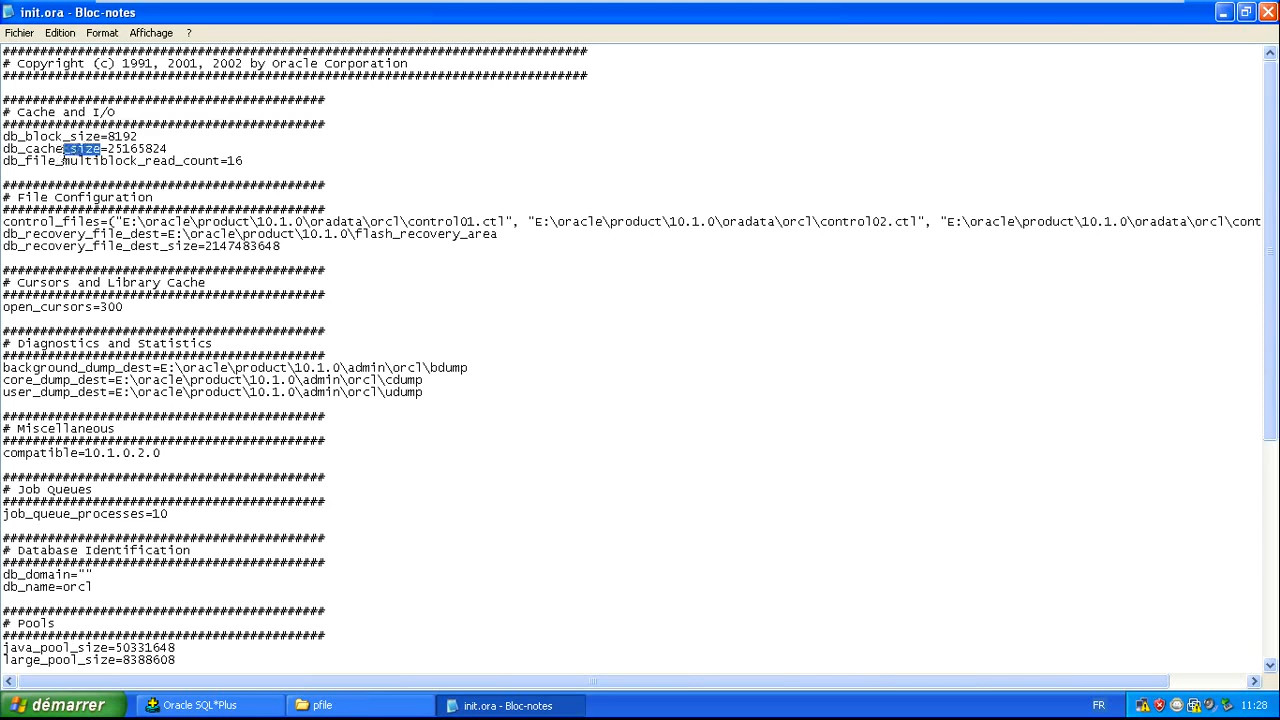 init.ora - Bloc-notes
Fichier Edition Format Affichage ?
##############################################################################
# Copyright (c) 1991, 2001, 2002 by Oracle Corporation
##############################################################################
###########################################
# Cache and I/O
###########################################
db_block_size=8192
db_cache_size=25165824
db_file_multiblock_read_count=16
###########################################
# File Configuration
###########################################
control_files=("E:\oracle\product\10.1.0\oradata\orcl\control01.ctl", "E:\oracle\product\10.1.0\oradata\orcl\control02.ctl", "E:\oracle\product\10.1.0\oradata\orcl\cont
db_recovery_file_dest=E:\oracle\product\10.1.0\flash_recovery_area
db_recovery_file_dest_size=2147483648
###########################################
# Cursors and Library Cache
###########################################
open_cursors=300
###########################################
# Diagnostics and Statistics
###########################################
background_dump_dest=E:\oracle\product\10.1.0\admin\orcl\bdump
core_dump_dest=E:\oracle\product\10.1.0\admin\orcl\cdump
user_dump_dest=E:\oracle\product\10.1.0\admin\orcl\udump
###########################################
# Miscellaneous
###########################################
compatible=10.1.0.2.0
###########################################
# Job Queues
###########################################
job_queue_processes=10
###########################################
# Database Identification
###########################################
db_domain=""
db_name=orcl
###########################################
# Pools
###########################################
java_pool_size=50331648
large_pool_size=8388608
démarrer Oracle SQL*Plus pfile init.ora - Bloc-notes FR 11:28